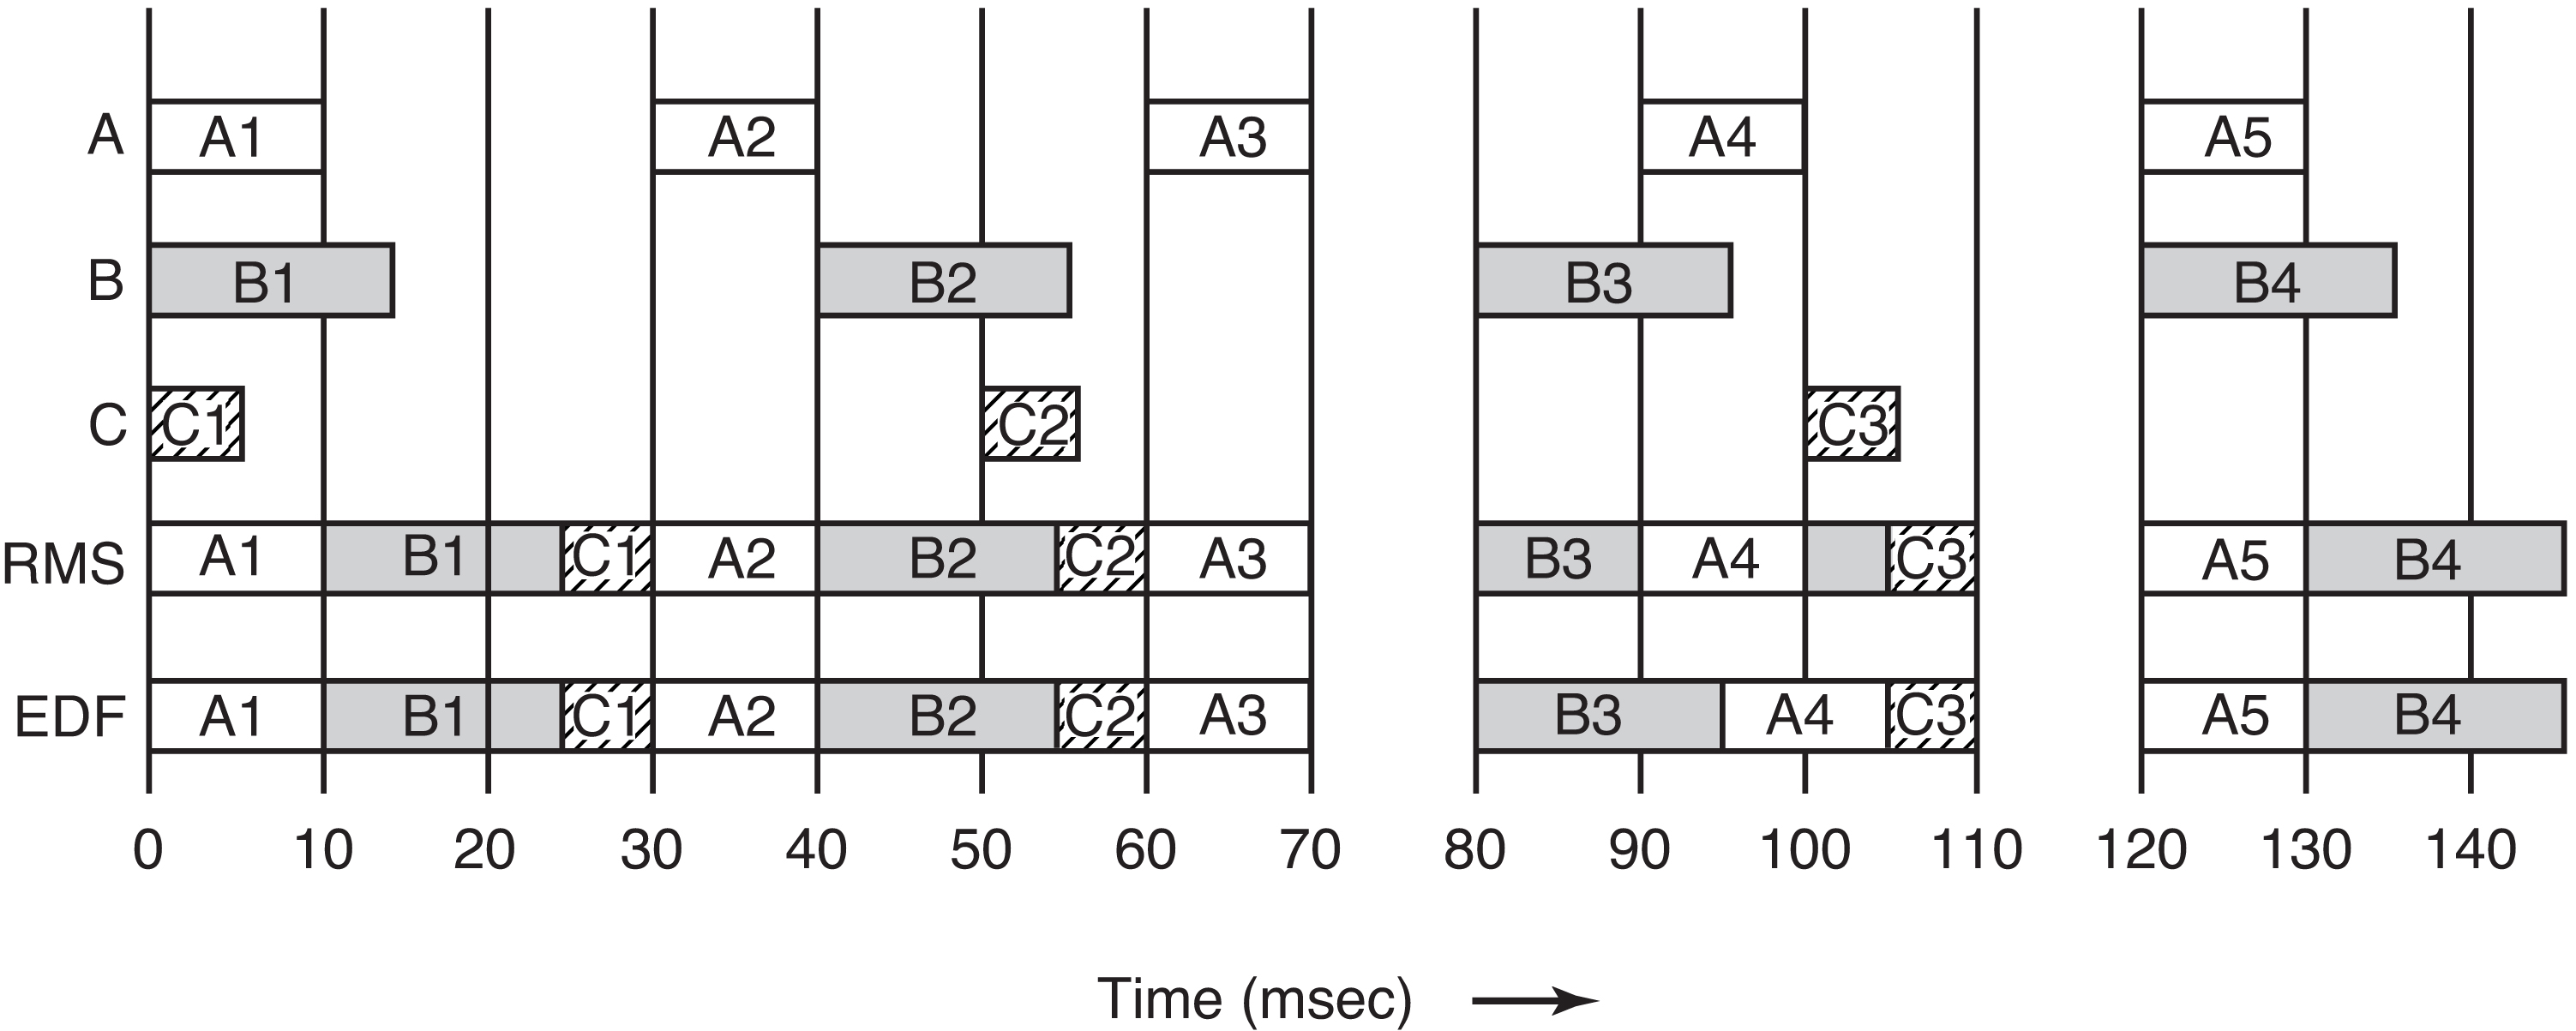 A A1 A2 A3 A4 A5
B B1 B2 B3 B4
C C1 C2 C3
RMS A1 B1 C1 A2 B2 C2 A3 B3 A4 C3 A5 B4
EDF A1 B1 C1 A2 B2 C2 A3 B3 A4 C3 A5 B4
0 10 20 30 40 50 60 70 80 90 100 110 120 130 140
Time (msec)